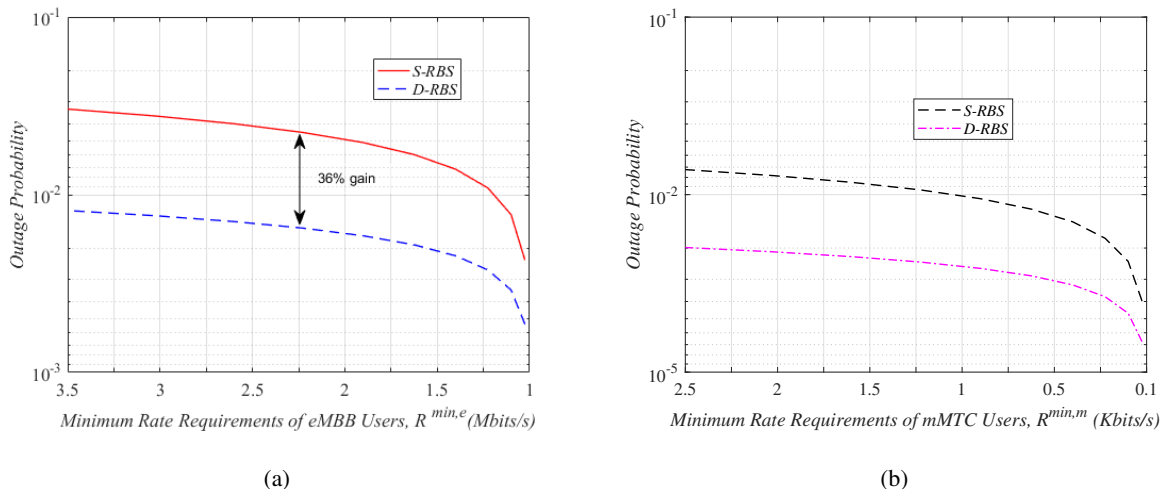 10^-1
S-RBS
D-RBS
Outage Probability
36% gain
10^-2
10^-3
3.5 3 2.5 2 1.5 1
Minimum Rate Requirements of eMBB Users, R^min,e (Mbits/s)
(a)
10^-1
S-RBS
D-RBS
Outage Probability
10^-2
10^-5
2.5 2 1.5 1 0.5 0.1
Minimum Rate Requirements of mMTC Users, R^min,m (Kbits/s)
(b)